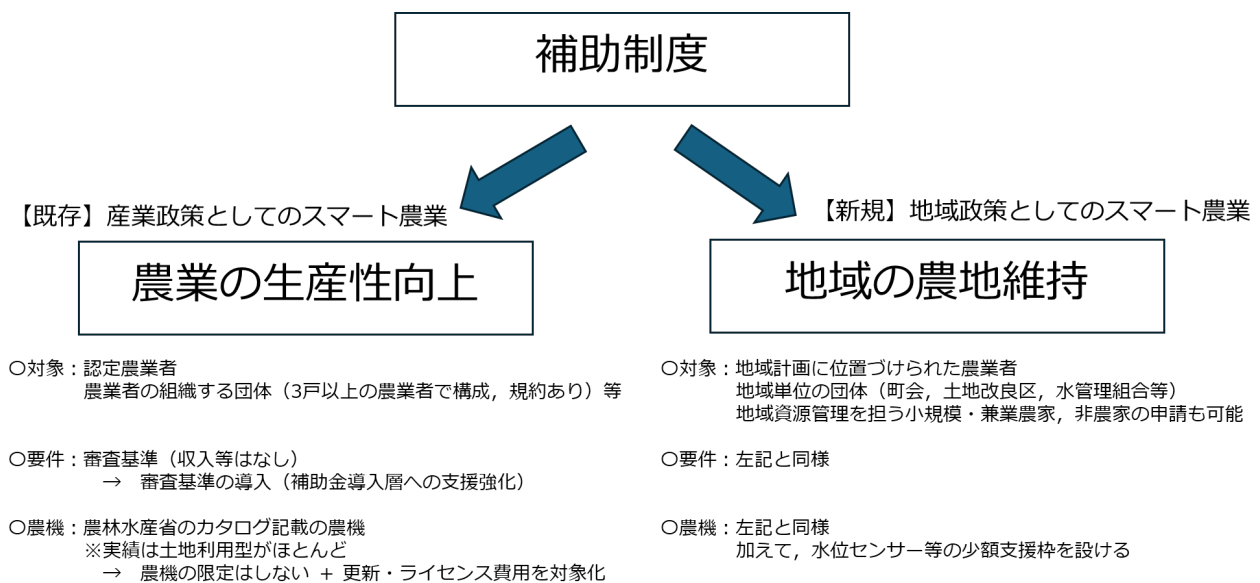 補助制度
【既存】産業政策としてのスマート農業
農業の生産性向上
〇対象：認定農業者
農業者の組織する団体（3戸以上の農業者で構成，規約あり）等
〇要件：審査基準（収入等はなし）
→　審査基準の導入（補助金導入層への支援強化）
〇農機：農林水産省のカタログ記載の農機
※実績は土地利用型がほとんど
→　農機の限定はしない + 更新・ライセンス費用を対象化
【新規】地域政策としてのスマート農業
地域の農地維持
〇対象：地域計画に位置づけられた農業者
地域単位の団体（町会，土地改良区，水管理組合等）
地域資源管理を担う小規模・兼業農家，非農家の申請も可能
〇要件：左記と同様
〇農機：左記と同様
加えて，水位センサー等の少額支援枠を設ける